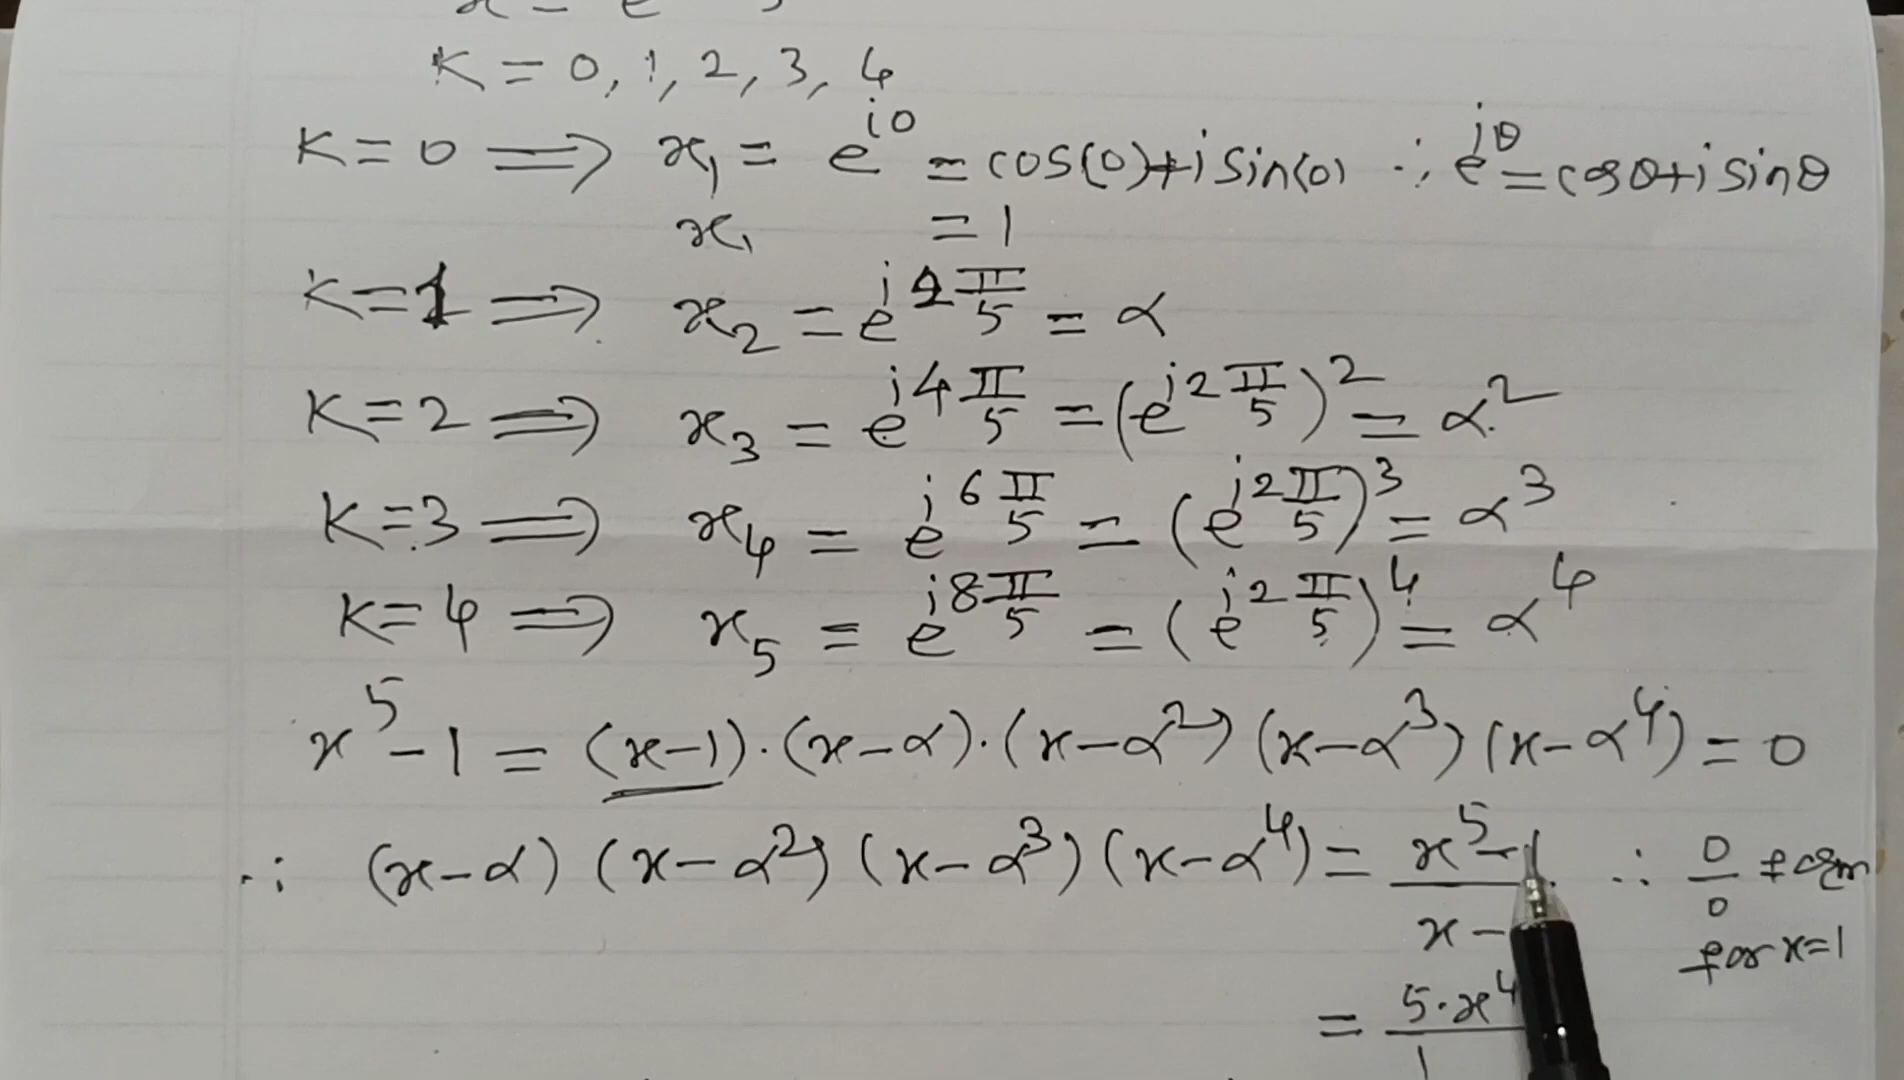 K = 0, 1, 2, 3, 4
K = 0 ⟹ x₁ = e^{i0} = cos(0)+i sin(0) ∵ e^{iθ} = cosθ+i sinθ
x₁ = 1
K=1 ⟹ x₂ = e^{i2π/5} = α
K=2 ⟹ x₃ = e^{i4π/5} = (e^{i2π/5})² = α²
K=3 ⟹ x₄ = e^{i6π/5} = (e^{i2π/5})³ = α³
K=4 ⟹ x₅ = e^{i8π/5} = (e^{i2π/5})⁴ = α⁴
x⁵-1 = (x-1).(x-α).(x-α²)(x-α³)(x-α⁴) = 0
∴ (x-α)(x-α²)(x-α³)(x-α⁴) = x⁵-1 / x- ∵ 0/0 form
for x=1
= 5.x⁴ / 1